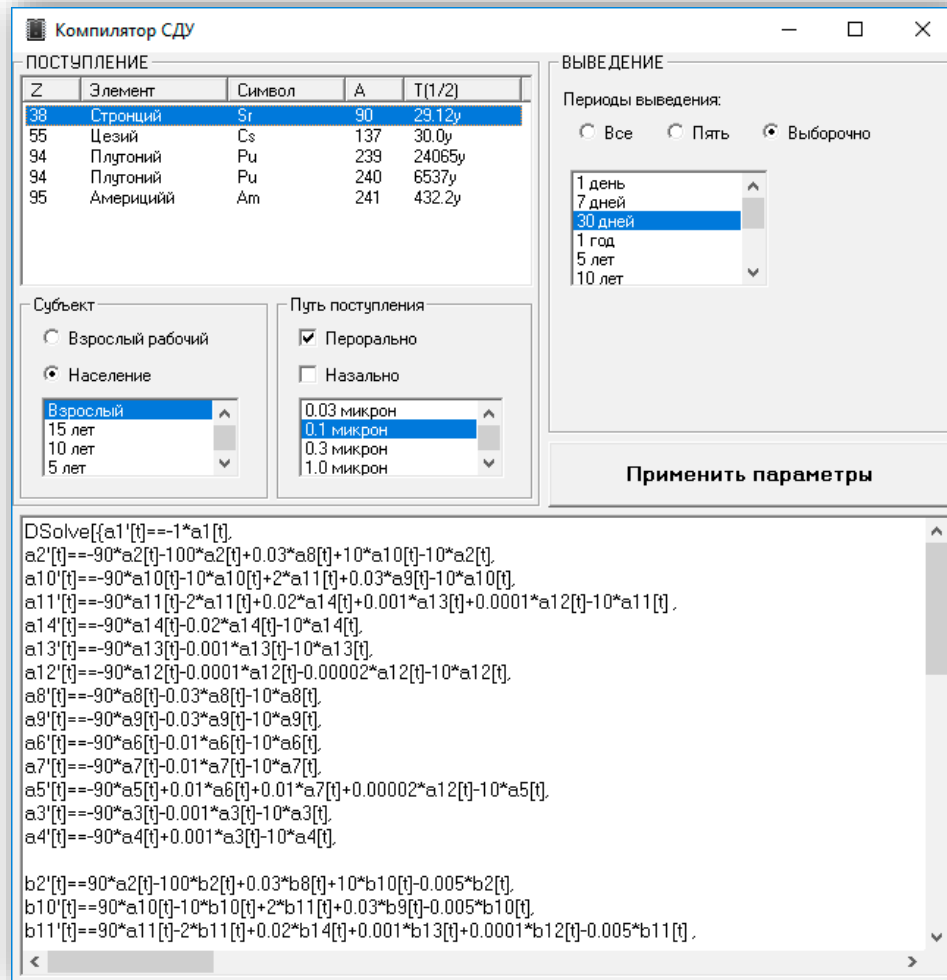 Компилятор СДУ
ПОСТУПЛЕНИЕ
Z Элемент Символ A T(1/2)
38 Стронций Sr 90 29.12y
55 Цезий Cs 137 30.0y
94 Плутоний Pu 239 24065y
94 Плутоний Pu 240 6537y
95 Америцийй Am 241 432.2y
Субъект
Взрослый рабочий
Население
Взрослый
15 лет
10 лет
5 лет
Путь поступления
Перорально
Назально
0.03 микрон
0.1 микрон
0.3 микрон
1.0 микрон
ВЫВЕДЕНИЕ
Периоды выведения:
Все Пять Выборочно
1 день
7 дней
30 дней
1 год
5 лет
10 лет
Применить параметры
DSolve[{a1'[t]==-1*a1[t],
a2'[t]==-90*a2[t]-100*a2[t]+0.03*a8[t]+10*a10[t]-10*a2[t],
a10'[t]==-90*a10[t]-10*a10[t]+2*a11[t]+0.03*a9[t]-10*a10[t],
a11'[t]==-90*a11[t]-2*a11[t]+0.02*a14[t]+0.001*a13[t]+0.0001*a12[t]-10*a11[t] ,
a14'[t]==-90*a14[t]-0.02*a14[t]-10*a14[t],
a13'[t]==-90*a13[t]-0.001*a13[t]-10*a13[t],
a12'[t]==-90*a12[t]-0.0001*a12[t]-0.00002*a12[t]-10*a12[t],
a8'[t]==-90*a8[t]-0.03*a8[t]-10*a8[t],
a9'[t]==-90*a9[t]-0.03*a9[t]-10*a9[t],
a6'[t]==-90*a6[t]-0.01*a6[t]-10*a6[t],
a7'[t]==-90*a7[t]-0.01*a7[t]-10*a7[t],
a5'[t]==-90*a5[t]+0.01*a6[t]+0.01*a7[t]+0.00002*a12[t]-10*a5[t],
a3'[t]==-90*a3[t]-0.001*a3[t]-10*a3[t],
a4'[t]==-90*a4[t]+0.001*a3[t]-10*a4[t],
b2'[t]==90*a2[t]-100*b2[t]+0.03*b8[t]+10*b10[t]-0.005*b2[t],
b10'[t]==90*a10[t]-10*b10[t]+2*b11[t]+0.03*b9[t]-0.005*b10[t],
b11'[t]==90*a11[t]-2*b11[t]+0.02*b14[t]+0.001*b13[t]+0.0001*b12[t]-0.005*b11[t] ,